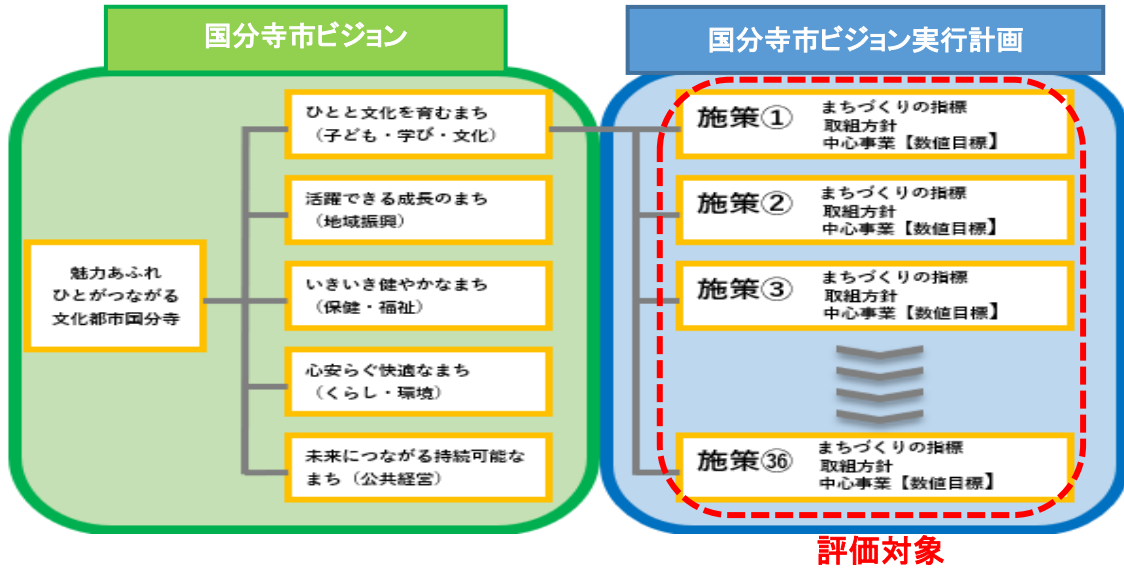 国分寺市ビジョン
魅力あふれ
ひとがつながる
文化都市国分寺
ひとと文化を育むまち
(子ども・学び・文化)
活躍できる成長のまち
(地域振興)
いきいき健やかなまち
(保健・福祉)
心安らぐ快適なまち
(くらし・環境)
未来につながる持続可能な
まち(公共経営)
国分寺市ビジョン実行計画
施策①
まちづくりの指標
取組方針
中心事業【数値目標】
施策②
まちづくりの指標
取組方針
中心事業【数値目標】
施策③
まちづくりの指標
取組方針
中心事業【数値目標】
施策㊱
まちづくりの指標
取組方針
中心事業【数値目標】
評価対象